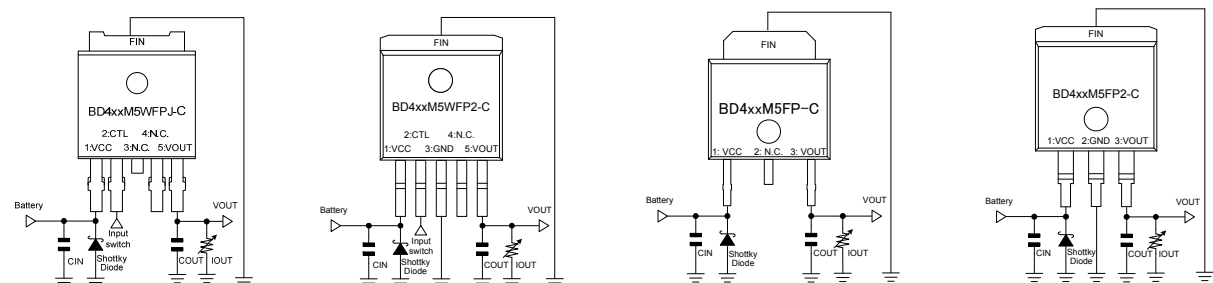 FIN
BD4xxM5WFPJ-C
2:CTL 4:N.C.
1:VCC 3:N.C. 5:VOUT
Battery
VOUT
Input
switch
CIN
Shottky
Diode
COUT
IOUT
FIN
BD4xxM5WFP2-C
2:CTL 4:N.C.
1:VCC 3:GND 5:VOUT
Battery
VOUT
Input
switch
CIN
Shottky
Diode
COUT
IOUT
FIN
BD4xxM5FP-C
1: VCC 2: N.C. 3: VOUT
Battery
VOUT
CIN
Shottky
Diode
COUT
IOUT
FIN
BD4xxM5FP2-C
1:VCC 2:GND 3:VOUT
Battery
VOUT
CIN
Shottky
Diode
COUT
IOUT